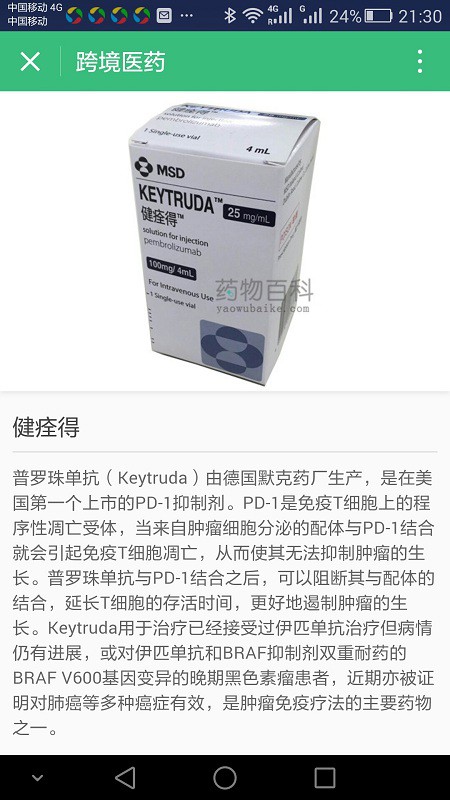 中国移动 4G
中国移动
24% 21:30
跨境医药
KEYTRUDA™
pembrolizumab
1 Single-use vial
4 mL
MSD
KEYTRUDA™ 25 mg/mL
健痊得™
solution for injection
pembrolizumab
100mg/ 4mL
For Intravenous Use
1 Single-use vial
药物百科
yaowubaike.com
健痊得
普罗珠单抗（Keytruda）由德国默克药厂生产，是在美
国第一个上市的PD-1抑制剂。PD-1是免疫T细胞上的程
序性凋亡受体，当来自肿瘤细胞分泌的配体与PD-1结合
就会引起免疫T细胞凋亡，从而使其无法抑制肿瘤的生
长。普罗珠单抗与PD-1结合之后，可以阻断其与配体的
结合，延长T细胞的存活时间，更好地遏制肿瘤的生
长。Keytruda用于治疗已经接受过伊匹单抗治疗但病情
仍有进展，或对伊匹单抗和BRAF抑制剂双重耐药的
BRAF V600基因变异的晚期黑色素瘤患者，近期亦被证
明对肺癌等多种癌症有效，是肿瘤免疫疗法的主要药物
之一。